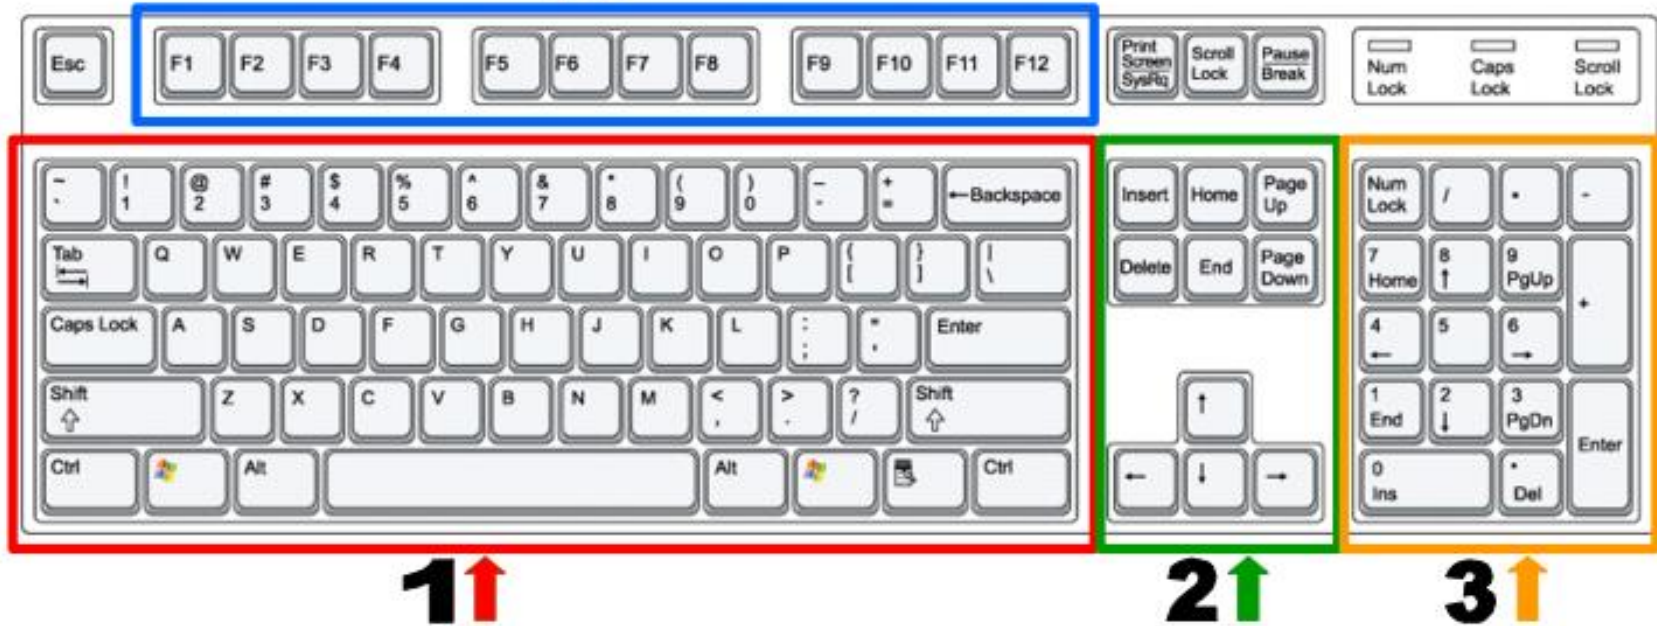 Esc F1 F2 F3 F4 F5 F6 F7 F8 F9 F10 F11 F12
Print Screen SysRq
Scroll Lock
Pause Break
Num Lock
Caps Lock
Scroll Lock
~ ! @ # $ % ^ & * ( ) – +
` 1 2 3 4 5 6 7 8 9 0 - = ←Backspace
Tab Q W E R T Y U I O P { [ } ] | \
Caps Lock A S D F G H J K L : ; " ' Enter
Shift ⇧ Z X C V B N M < , > . ? / Shift ⇧
Ctrl Alt Alt Ctrl
Insert Home Page Up
Delete End Page Down
↑
← ↓ →
Num Lock / * -
7 Home 8 ↑ 9 PgUp +
4 ← 5 6 →
1 End 2 ↓ 3 PgDn Enter
0 Ins . Del
1 2 3